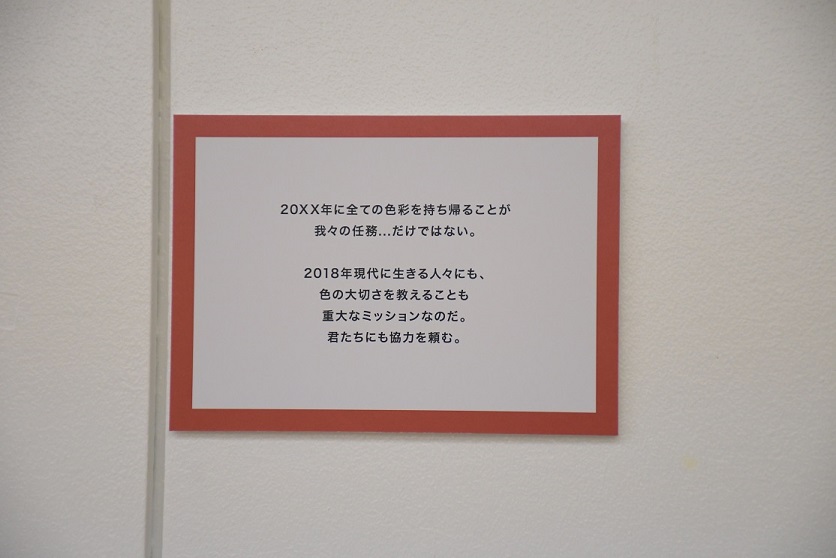 20XX年に全ての色彩を持ち帰ることが
我々の任務...だけではない。
2018年現代に生きる人々にも、
色の大切さを教えることも
重大なミッションなのだ。
君たちにも協力を頼む。